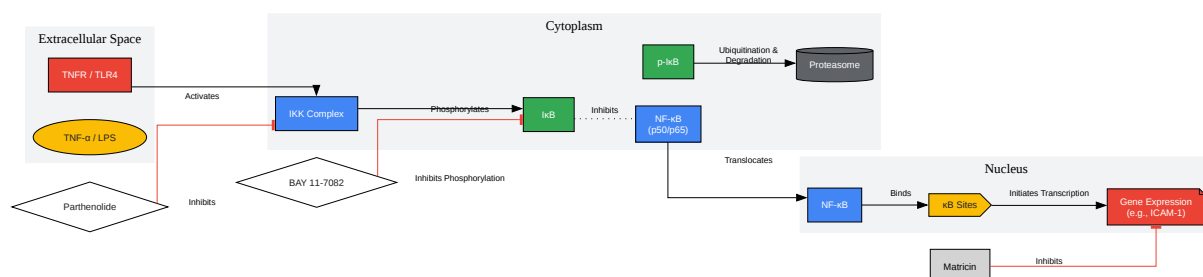 Cytoplasm
Extracellular Space
TNFR / TLR4
Activates
TNF-α / LPS
IKK Complex
Phosphorylates
IκB
Inhibits
NF-κB
(p50/p65)
p-IκB
Ubiquitination &
Degradation
Proteasome
Parthenolide
Inhibits
BAY 11-7082
Inhibits Phosphorylation
Translocates
Nucleus
NF-κB
Binds
κB Sites
Initiates Transcription
Gene Expression
(e.g., ICAM-1)
Matricin
Inhibits